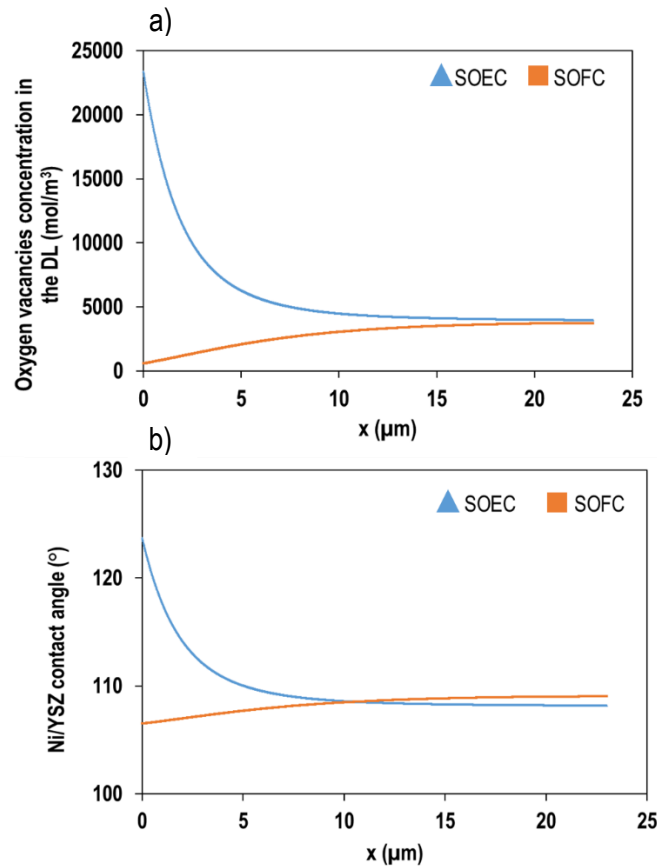 a)
Oxygen vacancies concentration in
the DL (mol/m³)
25000
20000
15000
10000
5000
0
SOEC
SOFC
0 5 10 15 20 25
x (µm)
b)
Ni/YSZ contact angle (°)
130
120
110
100
SOEC
SOFC
0 5 10 15 20 25
x (µm)